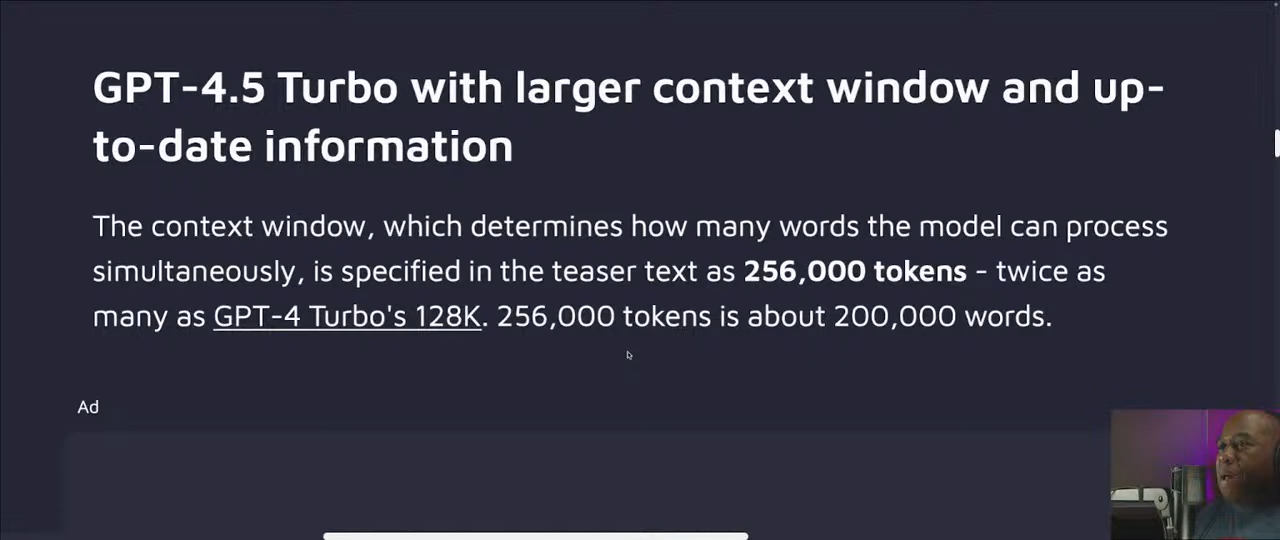 GPT-4.5 Turbo with larger context window and up-
to-date information
The context window, which determines how many words the model can process
simultaneously, is specified in the teaser text as 256,000 tokens - twice as
many as GPT-4 Turbo's 128K. 256,000 tokens is about 200,000 words.
Ad